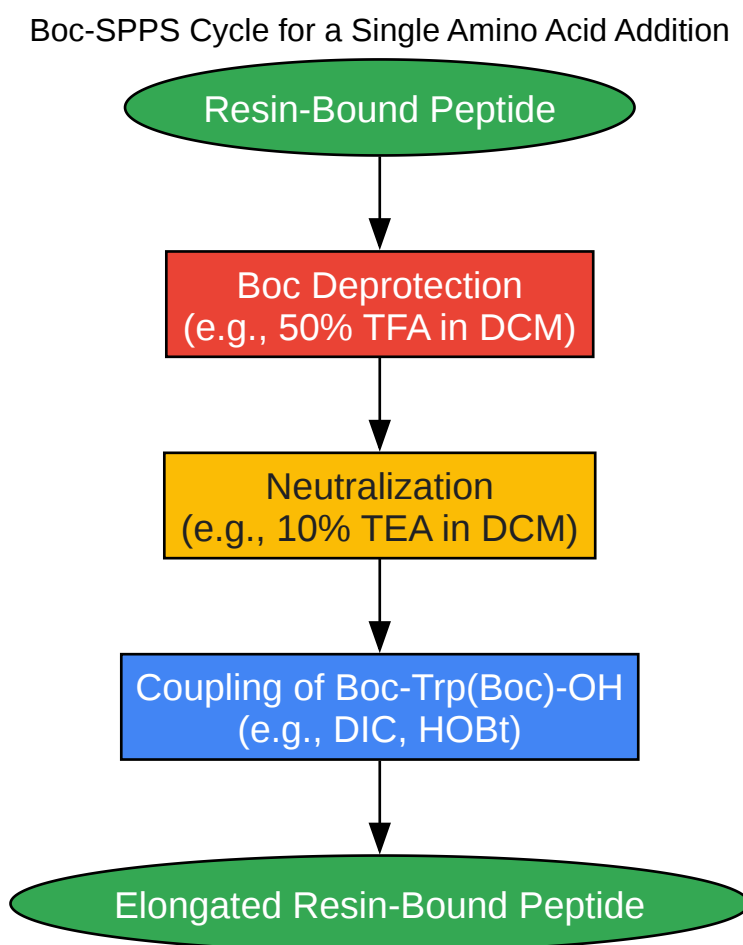 Boc-SPPS Cycle for a Single Amino Acid Addition
Resin-Bound Peptide
Boc Deprotection
(e.g., 50% TFA in DCM)
Neutralization
(e.g., 10% TEA in DCM)
Coupling of Boc-Trp(Boc)-OH
(e.g., DIC, HOBt)
Elongated Resin-Bound Peptide